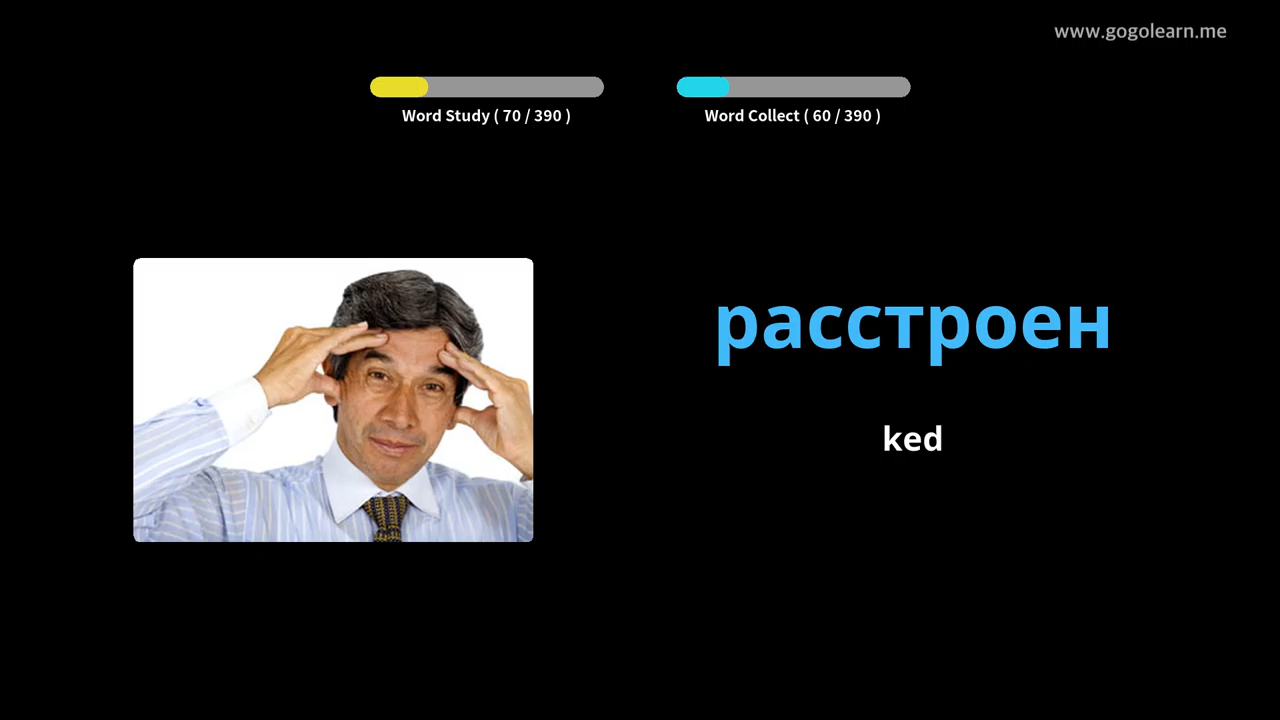 www.gogolearn.me
Word Study ( 70 / 390 )
Word Collect ( 60 / 390 )
расстроен
ked